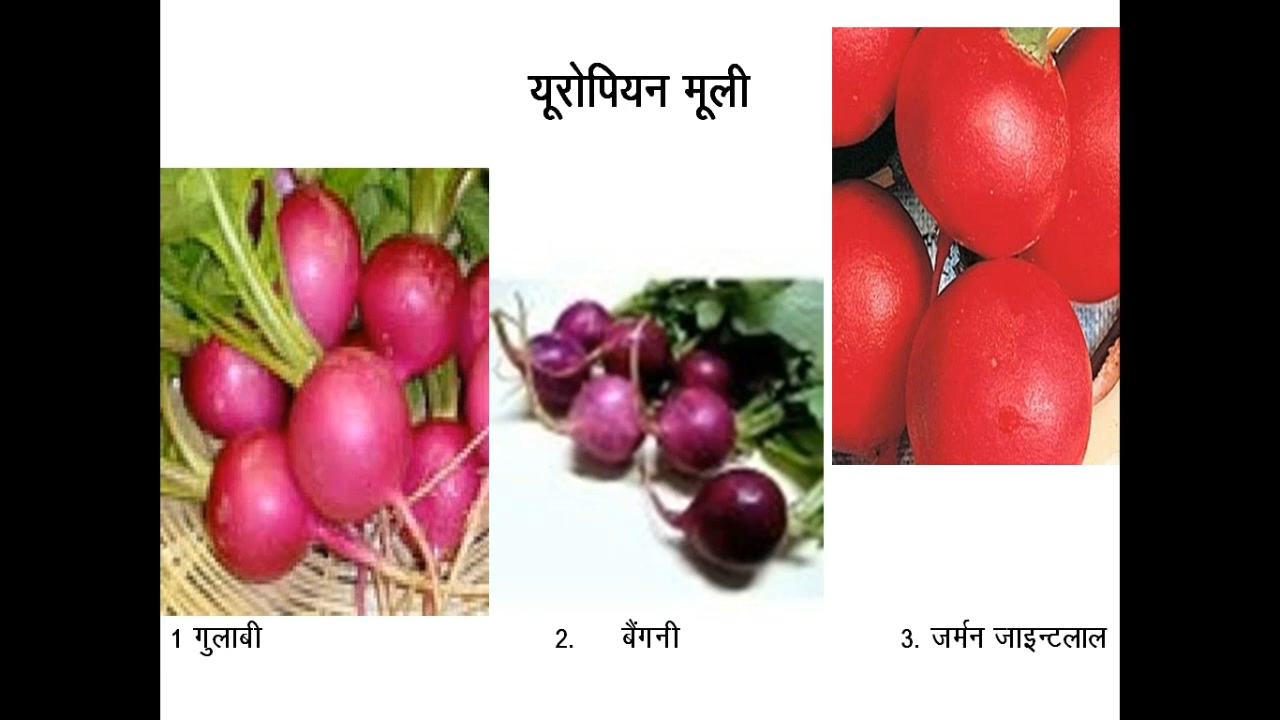 यूरोपियन मूली
1 गुलाबी
2. बैंगनी
3. जर्मन जाइन्टलाल